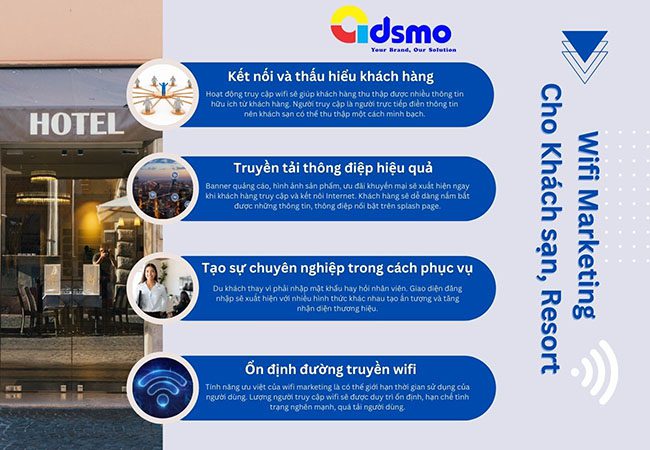 HOTEL
adsmo
Your Brand, Our Solution
Kết nối và thấu hiểu khách hàng
Hoạt động truy cập wifi sẽ giúp khách hàng thu thập được nhiều thông tin
hữu ích từ khách hàng. Người truy cập là người trực tiếp điền thông tin
nên khách sạn có thể thu thập một cách minh bạch.
Truyền tải thông điệp hiệu quả
Banner quảng cáo, hình ảnh sản phẩm, ưu đãi khuyến mại sẽ xuất hiện ngay
khi khách hàng truy cập và kết nối Internet. Khách hàng sẽ dễ dàng nắm bắt
được những thông tin, thông điệp nổi bật trên splash page.
Tạo sự chuyên nghiệp trong cách phục vụ
Du khách thay vì phải nhập mật khẩu hay hỏi nhân viên. Giao diện đăng
nhập sẽ xuất hiện với nhiều hình thức khác nhau tạo ấn tượng và tăng
nhận diện thương hiệu.
Ổn định đường truyền wifi
Tính năng ưu việt của wifi marketing là có thể giới hạn thời gian sử dụng của
người dùng. Lượng người truy cập wifi sẽ được duy trì ổn định, hạn chế tình
trạng nghẽn mạnh, quá tải người dùng.
Wifi Marketing
Cho Khách sạn, Resort